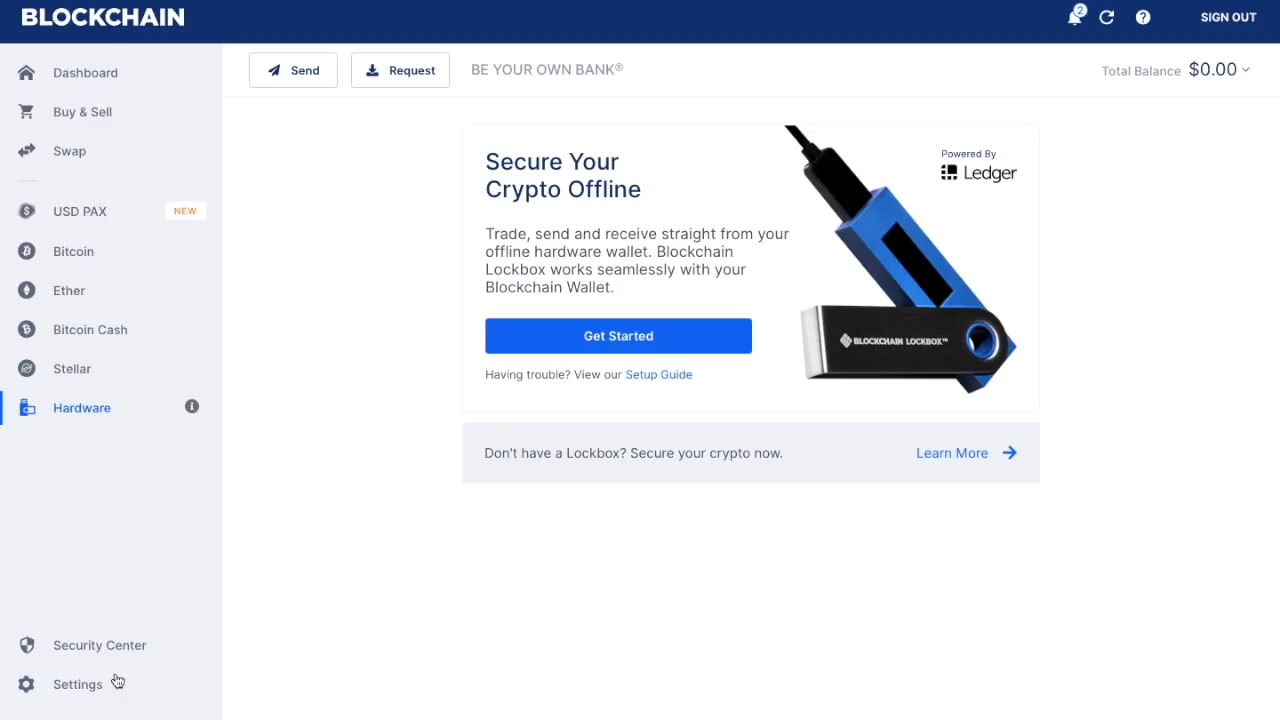 BLOCKCHAIN
2
SIGN OUT
Dashboard
Buy & Sell
Swap
USD PAX NEW
Bitcoin
Ether
Bitcoin Cash
Stellar
Hardware
Security Center
Settings
Send
Request
BE YOUR OWN BANK®
Total Balance $0.00
Secure Your
Crypto Offline
Powered By
Ledger
Trade, send and receive straight from your
offline hardware wallet. Blockchain
Lockbox works seamlessly with your
Blockchain Wallet.
Get Started
Having trouble? View our Setup Guide
BLOCKCHAIN LOCKBOX™
Don't have a Lockbox? Secure your crypto now.
Learn More